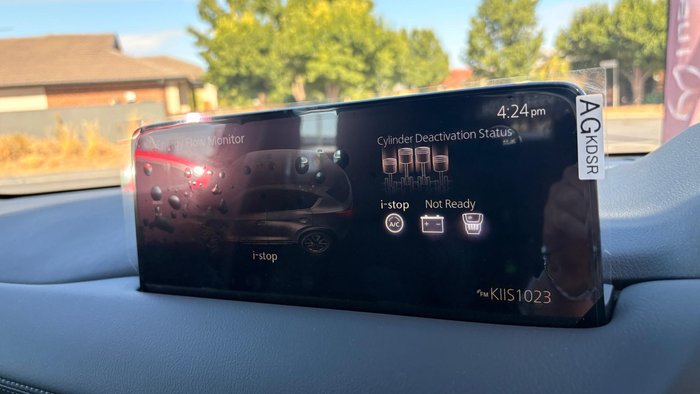 4:24 pm
Flow Monitor
Cylinder Deactivation Status
i-stop Not Ready
A/C
i-stop
FM KIIS1023
AG
KDSR